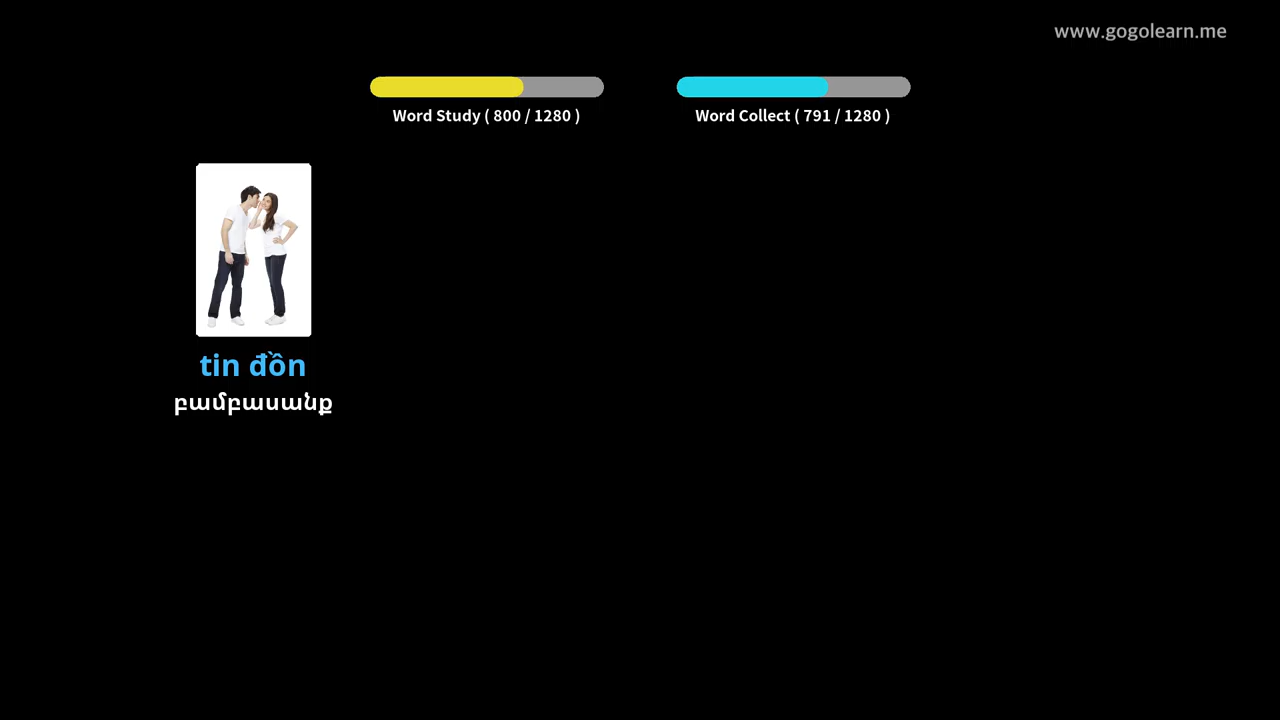 www.gogolearn.me
Word Study ( 800 / 1280 )
Word Collect ( 791 / 1280 )
tin đồn
բամբասանք